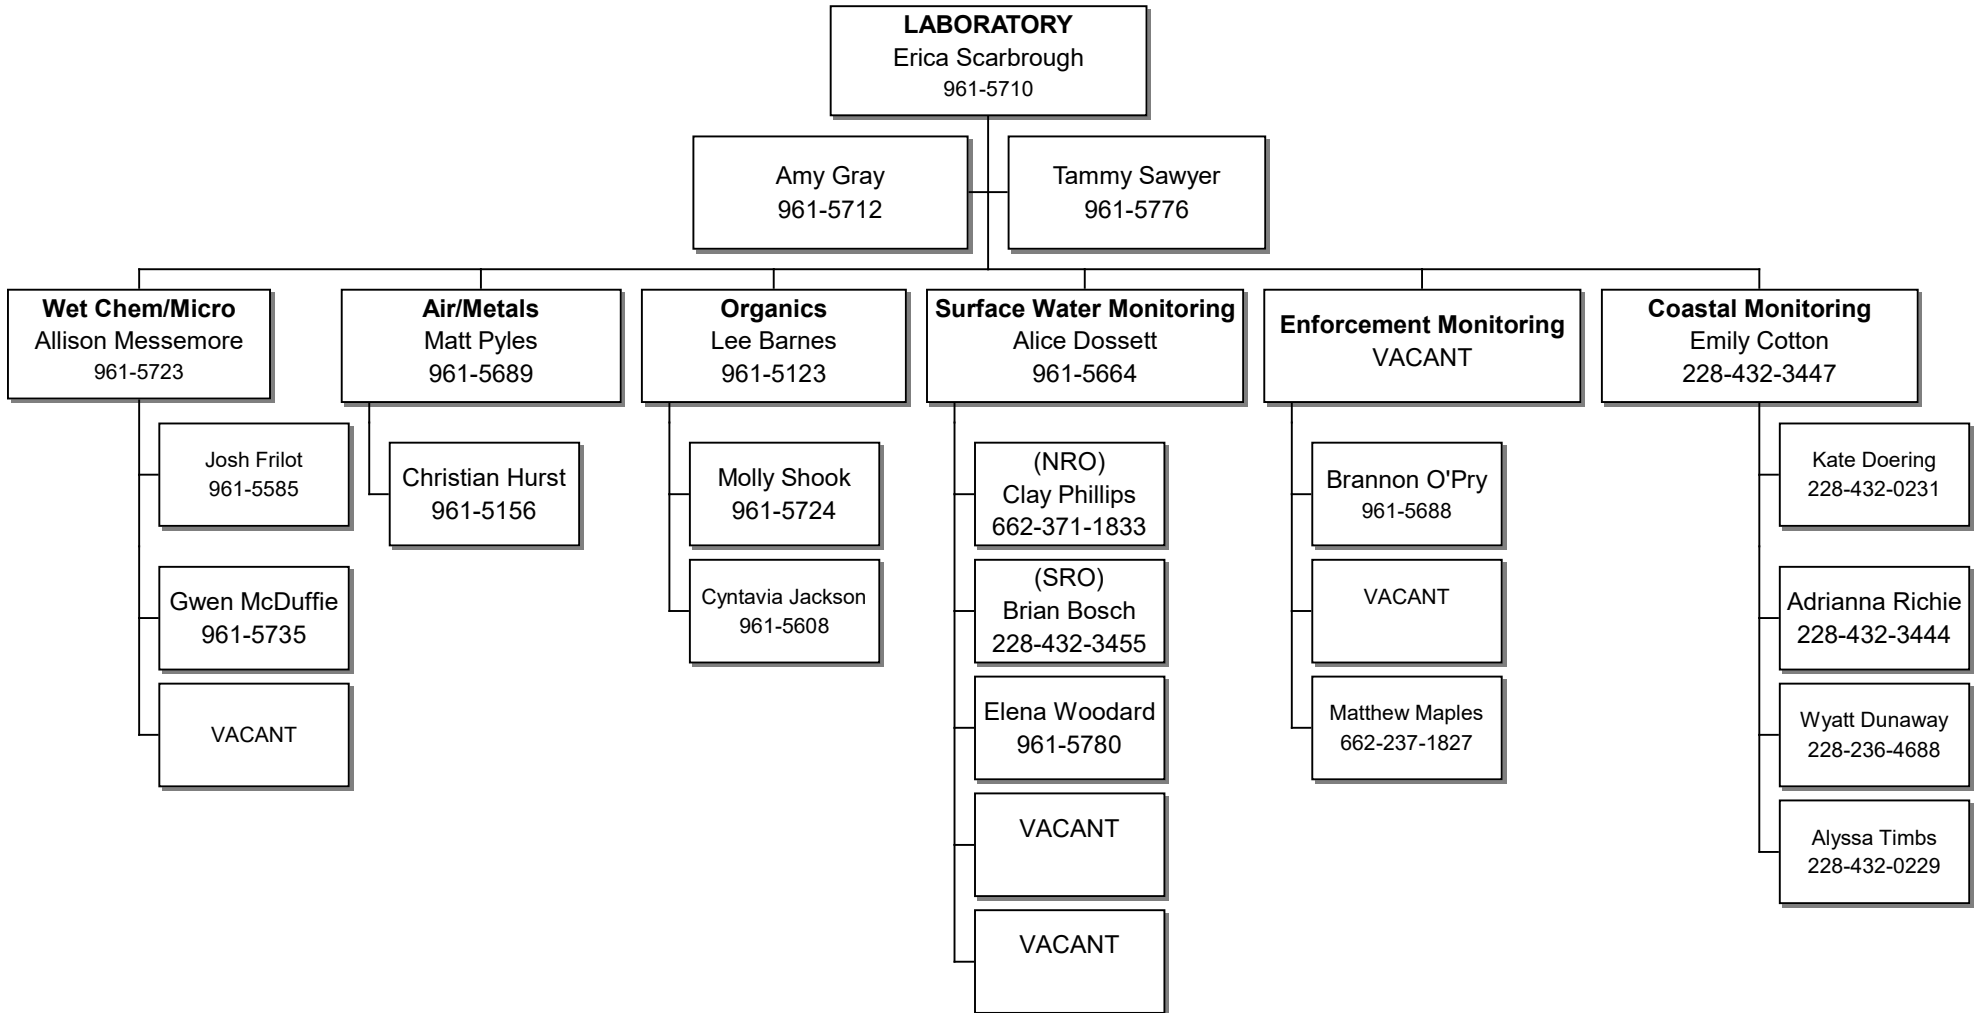 LABORATORY
Erica Scarbrough
961-5710
Amy Gray
961-5712
Tammy Sawyer
961-5776
Wet Chem/Micro
Allison Messemore
961-5723
Josh Frilot
961-5585
Gwen McDuffie
961-5735
VACANT
Air/Metals
Matt Pyles
961-5689
Christian Hurst
961-5156
Organics
Lee Barnes
961-5123
Molly Shook
961-5724
Cyntavia Jackson
961-5608
Surface Water Monitoring
Alice Dossett
961-5664
(NRO)
Clay Phillips
662-371-1833
(SRO)
Brian Bosch
228-432-3455
Elena Woodard
961-5780
VACANT
VACANT
Enforcement Monitoring
VACANT
Brannon O'Pry
961-5688
VACANT
Matthew Maples
662-237-1827
Coastal Monitoring
Emily Cotton
228-432-3447
Kate Doering
228-432-0231
Adrianna Richie
228-432-3444
Wyatt Dunaway
228-236-4688
Alyssa Timbs
228-432-0229